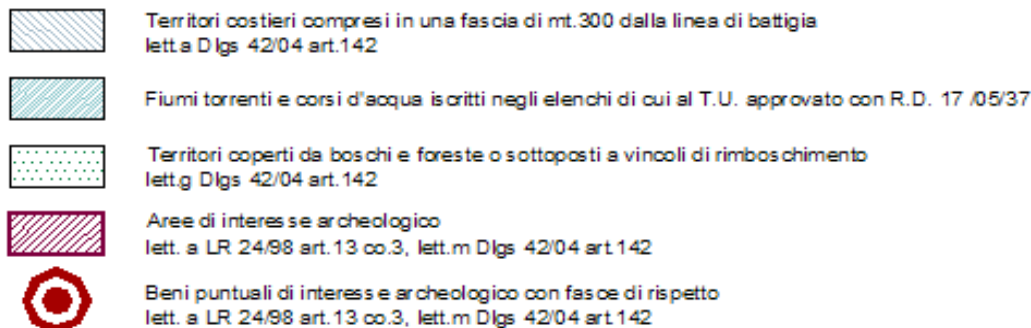 Territori costieri compresi in una fascia di mt.300 dalla linea di battigia
lett.a Dlgs 42/04 art.142
Fiumi torrenti e corsi d'acqua iscritti negli elenchi di cui al T.U. approvato con R.D. 17 /05/37
Territori coperti da boschi e foreste o sottoposti a vincoli di rimboschimento
lett.g Dlgs 42/04 art.142
Aree di interesse archeologico
lett. a LR 24/98 art.13 co.3, lett.m Dlgs 42/04 art.142
Beni puntuali di interesse archeologico con fasce di rispetto
lett. a LR 24/98 art.13 co.3, lett.m Dlgs 42/04 art.142